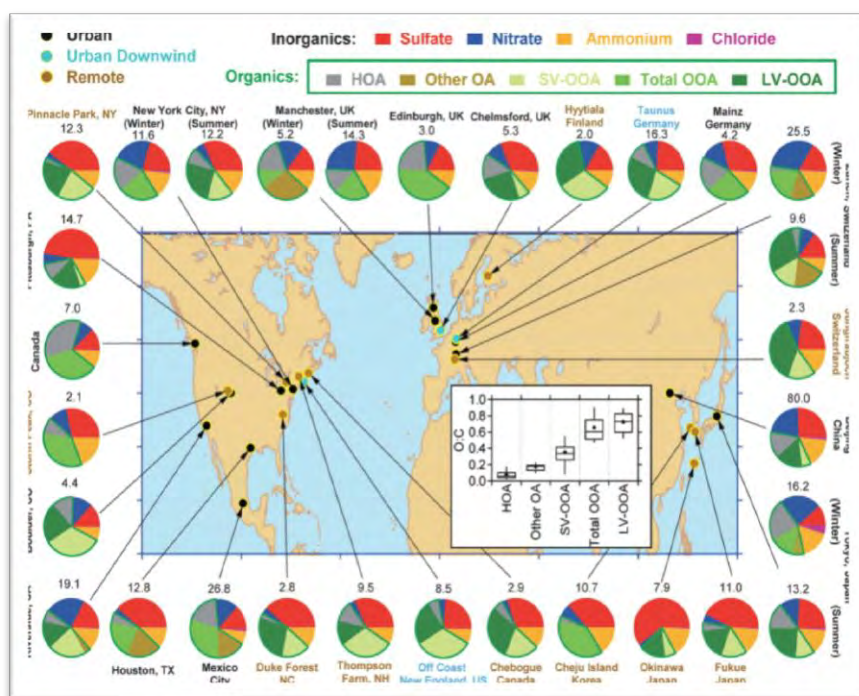 Urban
Urban Downwind
Remote
Inorganics: Sulfate Nitrate Ammonium Chloride
Organics: HOA Other OA SV-OOA Total OOA LV-OOA
Pinnacle Park, NY
12.3
New York City, NY
(Winter) (Summer)
11.6 12.2
Manchester, UK
(Winter) (Summer)
5.2 14.3
Edinburgh, UK
3.0
Chelmsford, UK
5.3
Hyytiala
Finland
2.0
Taunus
Germany
16.3
Mainz
Germany
4.2
25.5
(Winter)
Switzerland
9.6
(Summer)
14.7
7.0
Canada
2.1
4.4
19.1
2.3
Switzerland
80.0
China
16.2
(Winter)
Tokyo, Japan
13.2
(Summer)
O:C
1.0
0.8
0.6
0.4
0.2
0.0
HOA
Other OA
SV-OOA
Total OOA
LV-OOA
12.8
Houston, TX
26.8
Mexico
City
2.8
Duke Forest
NC
9.5
Thompson
Farm, NH
8.5
Off Coast
New England, US
2.9
Chebogue
Canada
10.7
Cheju Island
Korea
7.9
Okinawa
Japan
11.0
Fukue
Japan